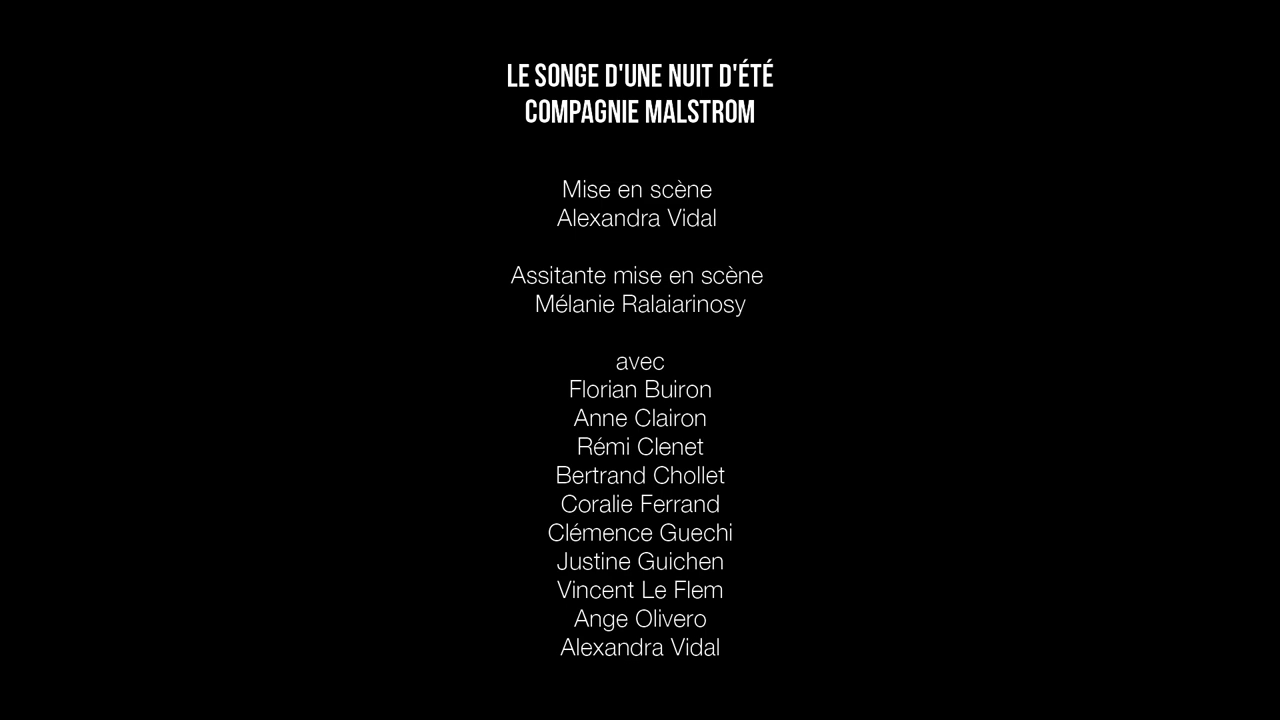 LE SONGE D'UNE NUIT D'ÉTÉ
COMPAGNIE MALSTROM
Mise en scène
Alexandra Vidal
Assitante mise en scène
Mélanie Ralaiarinosy
avec
Florian Buiron
Anne Clairon
Rémi Clenet
Bertrand Chollet
Coralie Ferrand
Clémence Guechi
Justine Guichen
Vincent Le Flem
Ange Olivero
Alexandra Vidal